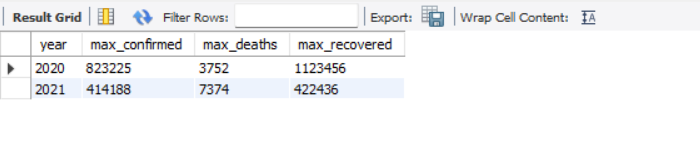 Result Grid Filter Rows: Export: Wrap Cell Content: IA
year max_confirmed max_deaths max_recovered
2020 823225 3752 1123456
2021 414188 7374 422436